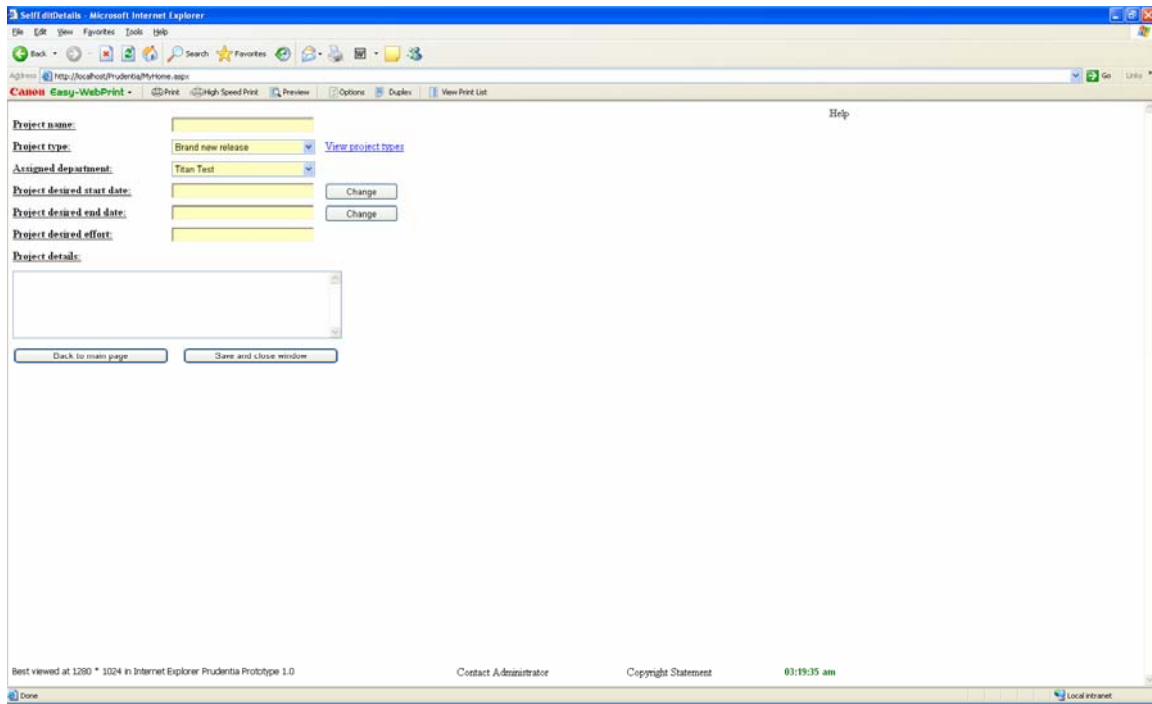 SelfEditDetails - Microsoft Internet Explorer
File Edit View Favorites Tools Help
Back Search Favorites
Address http://localhost/Prudentia/MyHome.aspx Go Links »
Canon Easy-WebPrint Print High Speed Print Preview Options Duplex View Print List
Help
Project name:
Project type: Brand new release View project types
Assigned department: Titan Test
Project desired start date: Change
Project desired end date: Change
Project desired effort:
Project details:
Back to main page Save and close window
Best viewed at 1280 * 1024 in Internet Explorer Prudentia Prototype 1.0 Contact Administrator Copyright Statement 03:19:35 am
Done Local intranet